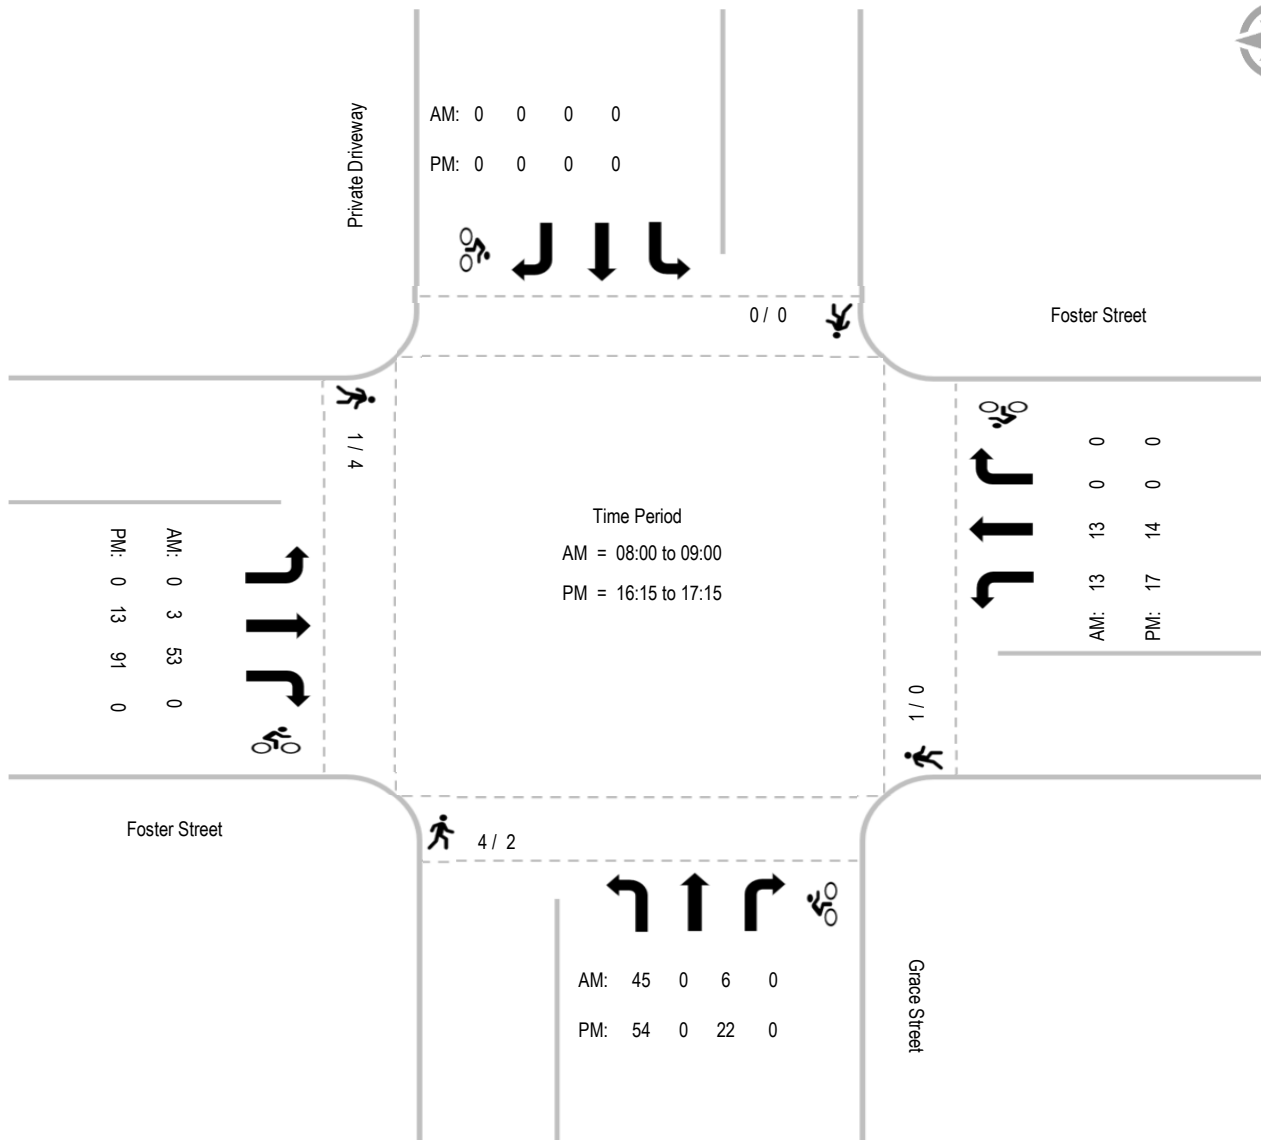 Private Driveway
AM: 0 0 0 0
PM: 0 0 0 0
0 / 0
Foster Street
1 / 4
0 0
0 0
13 14
13 17
AM: PM:
Time Period
AM = 08:00 to 09:00
PM = 16:15 to 17:15
AM: 0 3 53 0
PM: 0 13 91 0
1 / 0
Foster Street
4 / 2
AM: 45 0 6 0
PM: 54 0 22 0
Grace Street